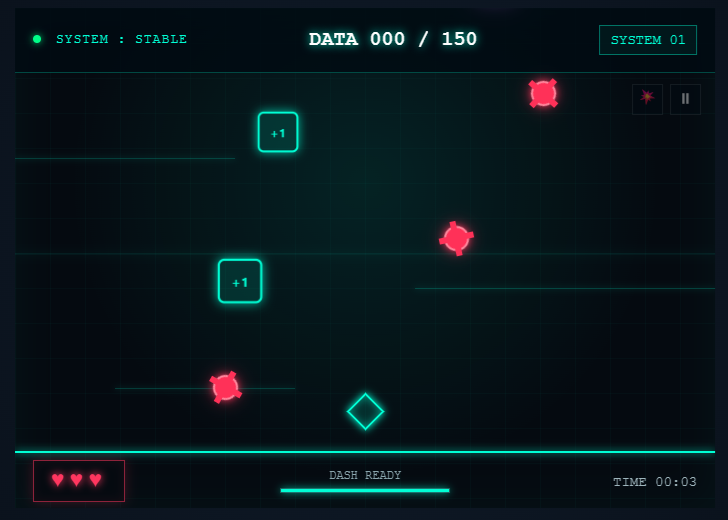 SYSTEM : STABLE
DATA 000 / 150
SYSTEM 01
+1
+1
DASH READY
TIME 00:03